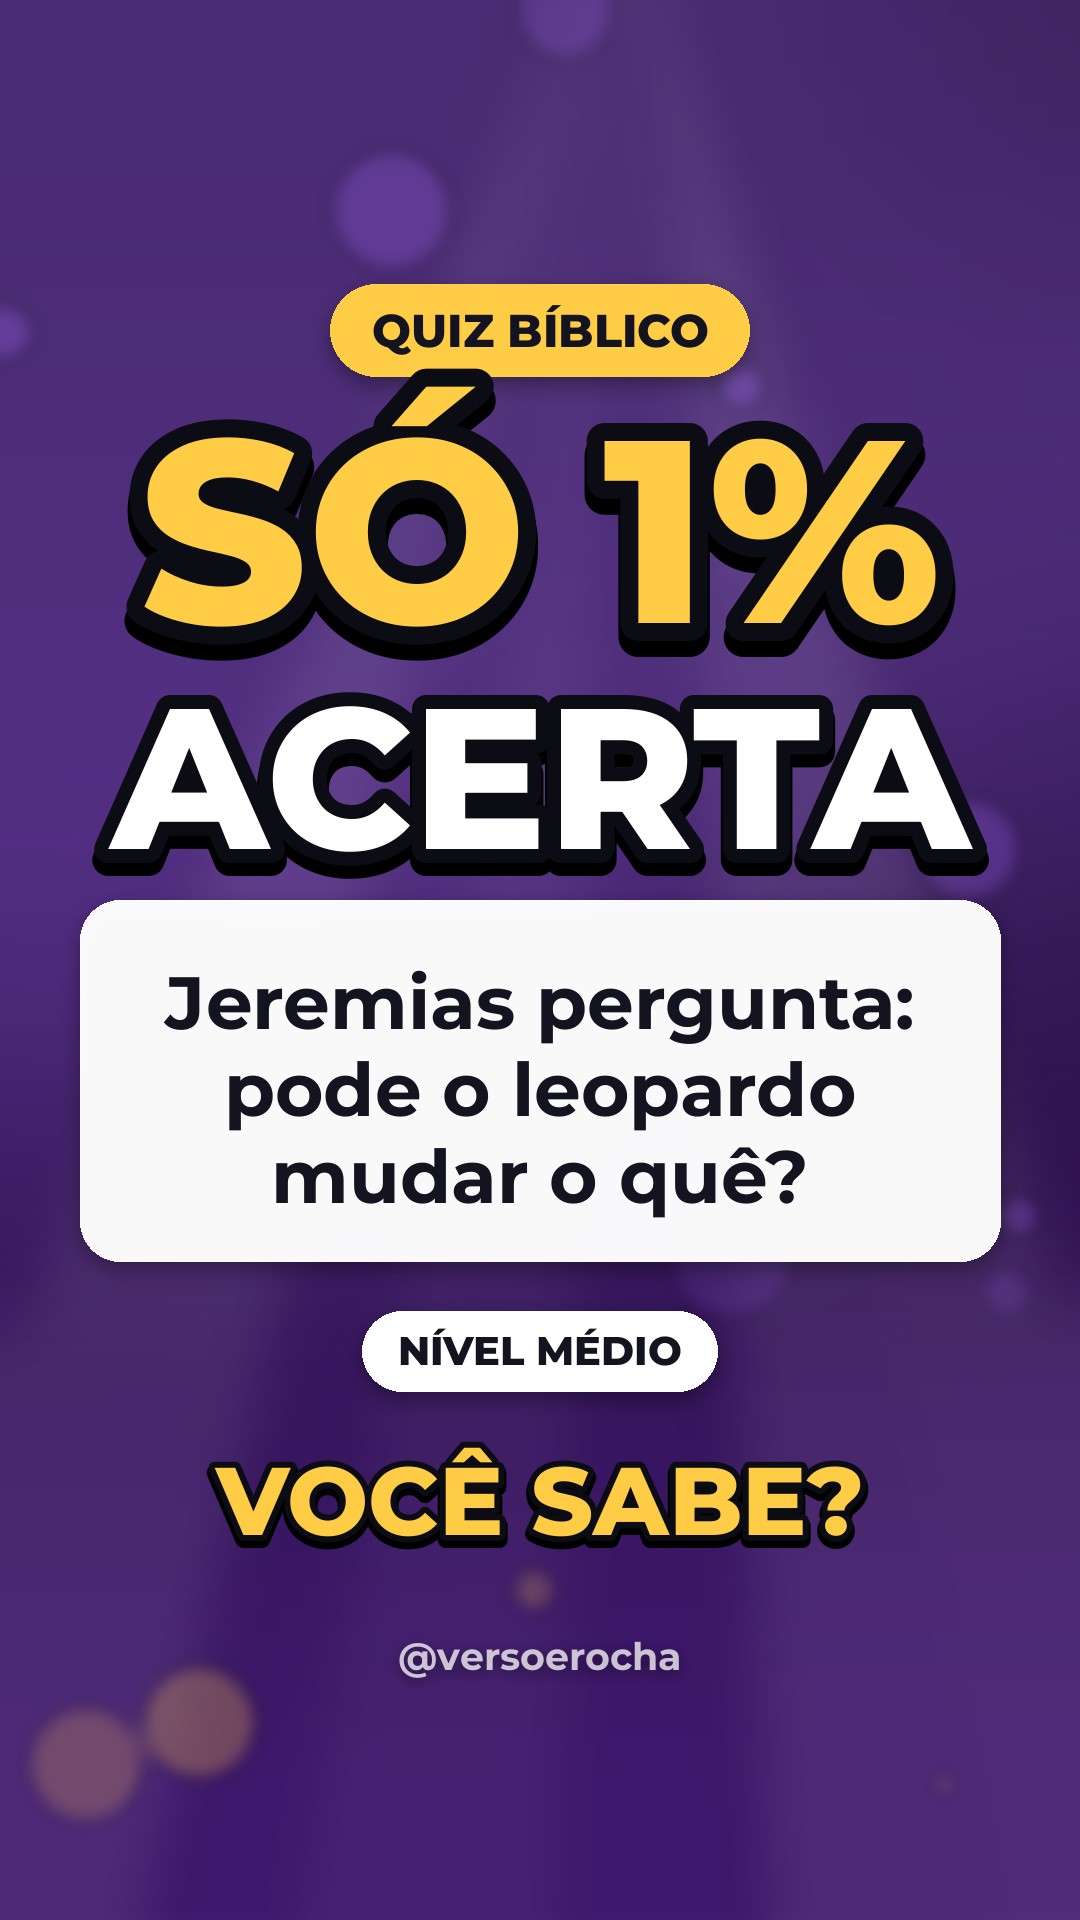 QUIZ BÍBLICO
SÓ 1%
ACERTA
Jeremias pergunta:
pode o leopardo
mudar o quê?
NÍVEL MÉDIO
VOCÊ SABE?
@versoerocha